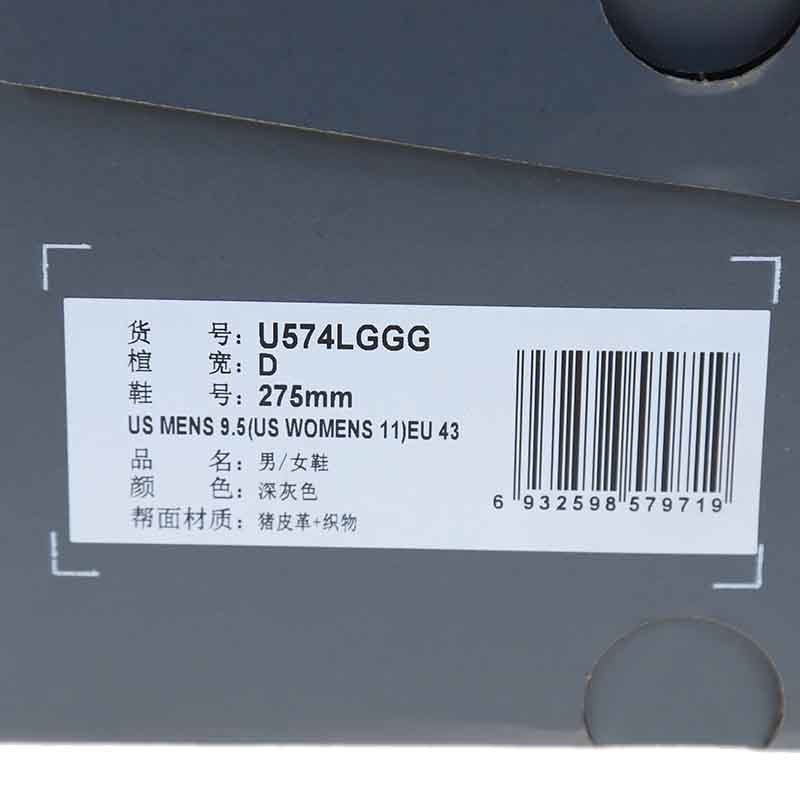 货 号: U574LGGG
楦 宽: D
鞋 号: 275mm
US MENS 9.5(US WOMENS 11)EU 43
品 名: 男/女鞋
颜 色: 深灰色
帮面材质: 猪皮革+织物
6 932598 579719